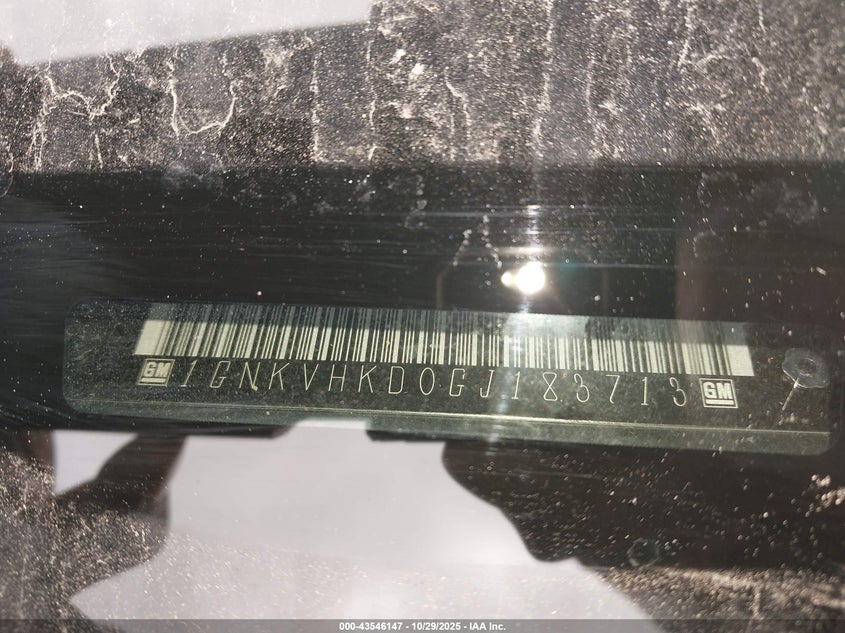 GM 1GNKVHKD0GJ183713 GM
000-43546147 - 10/29/2025 - IAA Inc.